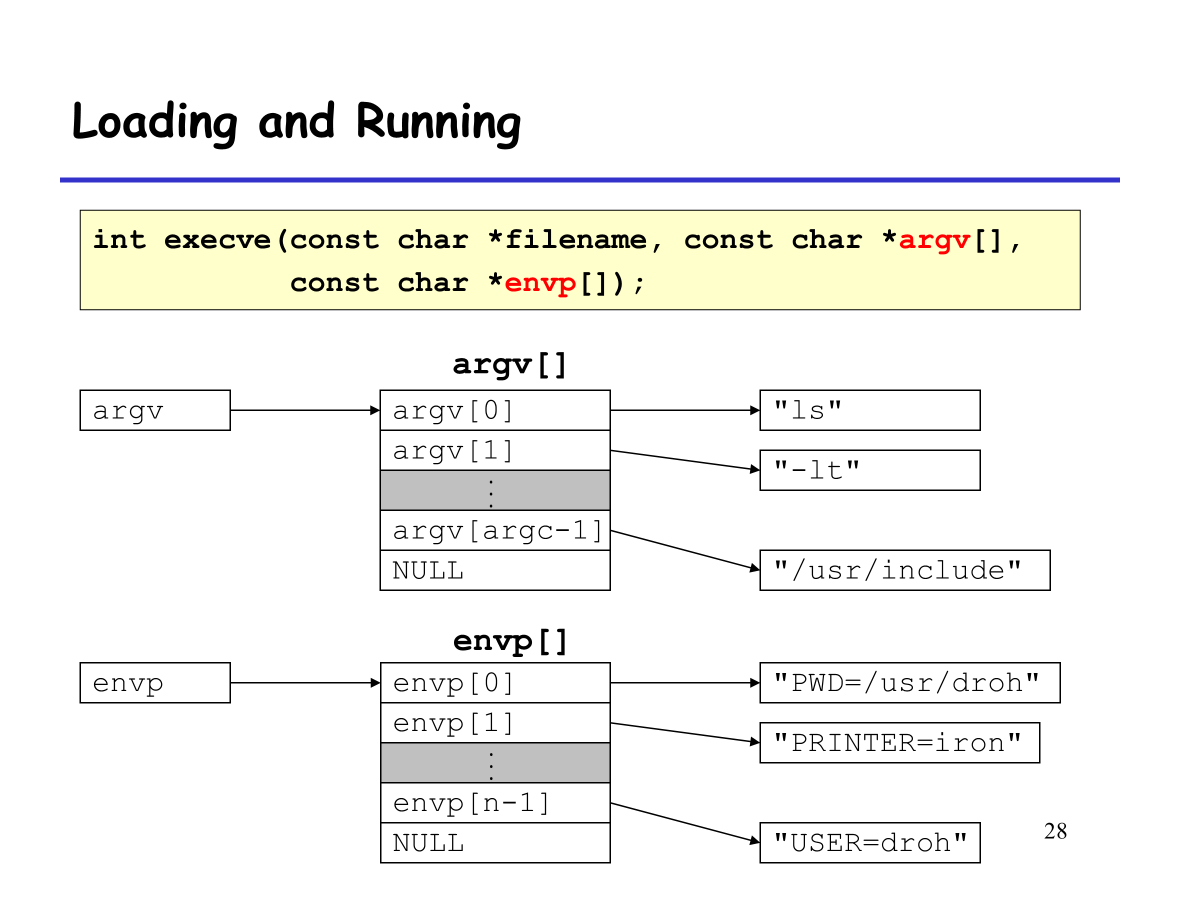 Loading and Running
int execve(const char *filename, const char *argv[],
const char *envp[]);
argv[]
argv
argv[0]
"ls"
argv[1]
"-lt"
⋮
argv[argc-1]
NULL
"/usr/include"
envp[]
envp
envp[0]
"PWD=/usr/droh"
envp[1]
"PRINTER=iron"
⋮
envp[n-1]
NULL
"USER=droh"
28